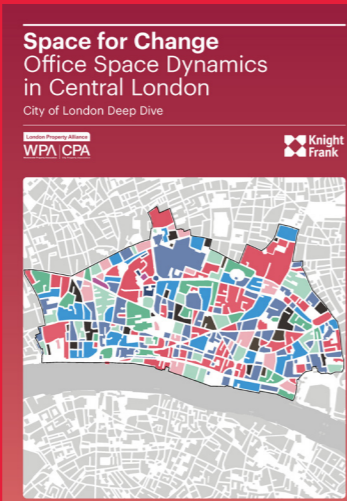 Space for Change
Office Space Dynamics
in Central London
City of London Deep Dive
London Property Alliance
WPA CPA
Knight
Frank